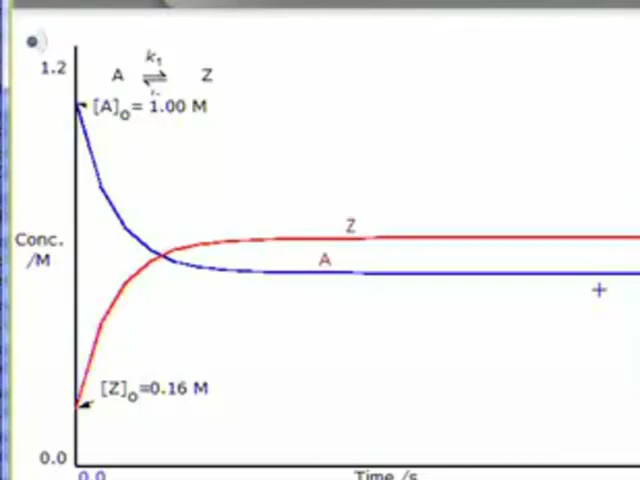 1.2
k₁
A ⇌ Z
[A]₀= 1.00 M
Z
Conc.
/M
A
+
[Z]₀=0.16 M
0.0
0.0
Time /s